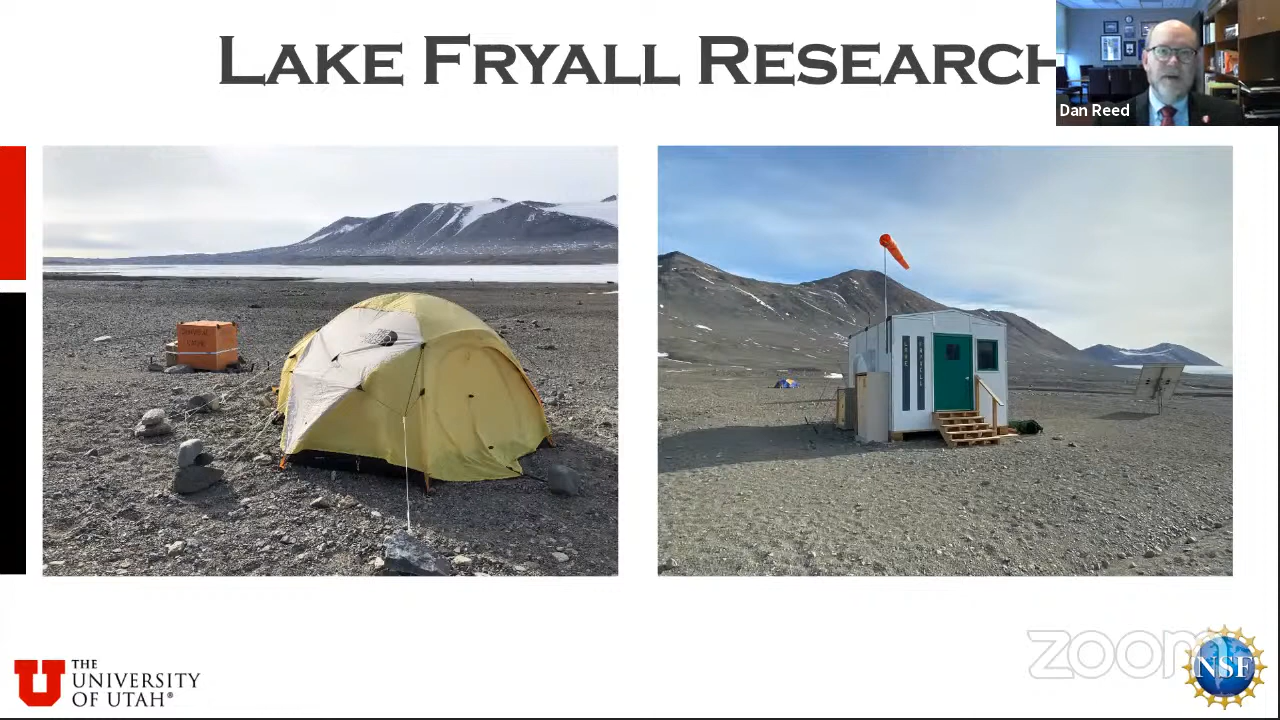 LAKE FRYALL RESEARCH
Dan Reed
THE
UNIVERSITY
OF UTAH®
zoom
NSF